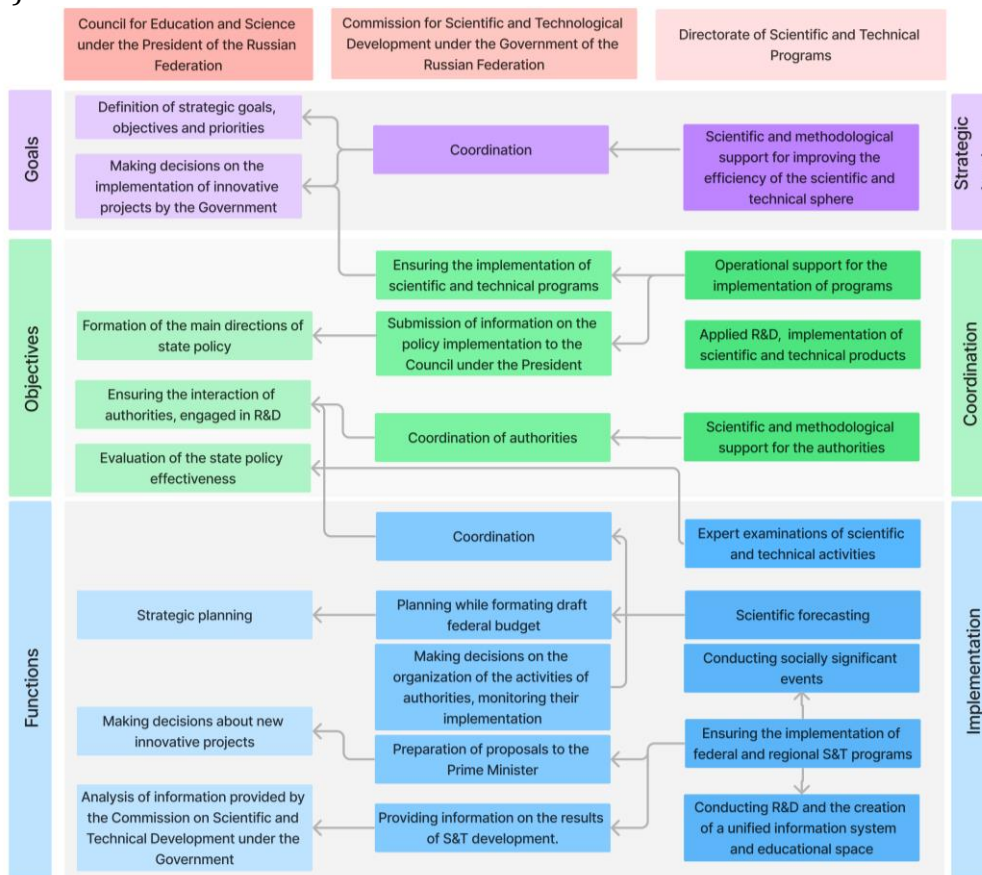 Council for Education and Science
under the President of the Russian
Federation
Commission for Scientific and Technological
Development under the Government of the
Russian Federation
Directorate of Scientific and Technical
Programs
Goals
Definition of strategic goals,
objectives and priorities
Making decisions on the
implementation of innovative
projects by the Government
Coordination
Scientific and methodological
support for improving the
efficiency of the scientific and
technical sphere
Strategic
Objectives
Formation of the main directions of
state policy
Ensuring the interaction of
authorities, engaged in R&D
Evaluation of the state policy
effectiveness
Ensuring the implementation of
scientific and technical programs
Submission of information on the
policy implementation to the
Council under the President
Coordination of authorities
Operational support for the
implementation of programs
Applied R&D, implementation of
scientific and technical products
Scientific and methodological
support for the authorities
Coordination
Functions
Strategic planning
Making decisions about new
innovative projects
Analysis of information provided by
the Commission on Scientific
and Technical Development under the
Government
Coordination
Planning while formating draft
federal budget
Making decisions on the
organization of the activities of
authorities, monitoring their
implementation
Preparation of proposals to the
Prime Minister
Providing information on the results
of S&T development.
Expert examinations of scientific
and technical activities
Scientific forecasting
Conducting socially significant
events
Ensuring the implementation of
federal and regional S&T programs
Conducting R&D and the creation
of a unified information system
and educational space
Implementation